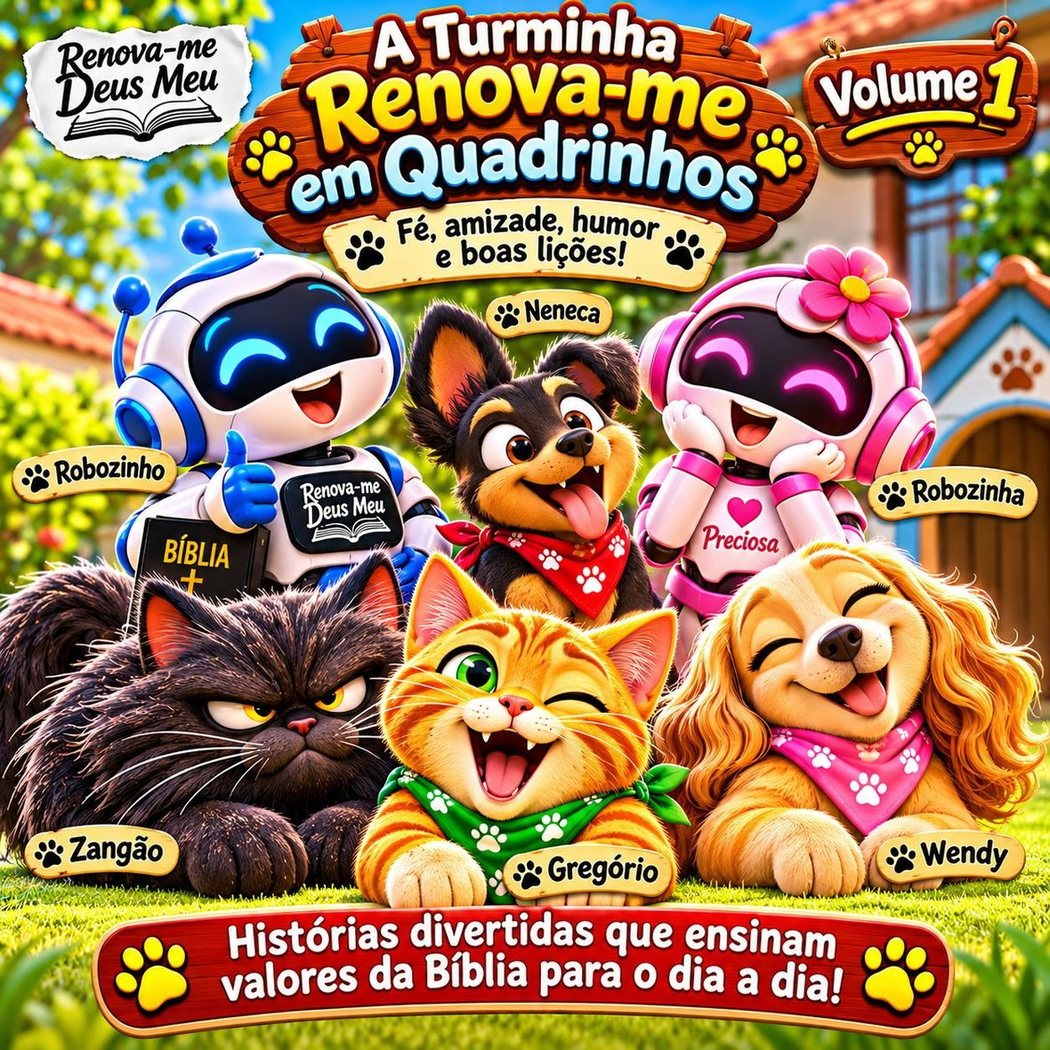 Renova-me
Deus Meu
A Turminha
Renova-me
em Quadrinhos
Volume 1
Fé, amizade, humor
e boas lições!
Neneca
Robozinho
Robozinha
Renova-me
Deus Meu
BÍBLIA
Preciosa
Zangão
Gregório
Wendy
Histórias divertidas que ensinam
valores da Bíblia para o dia a dia!